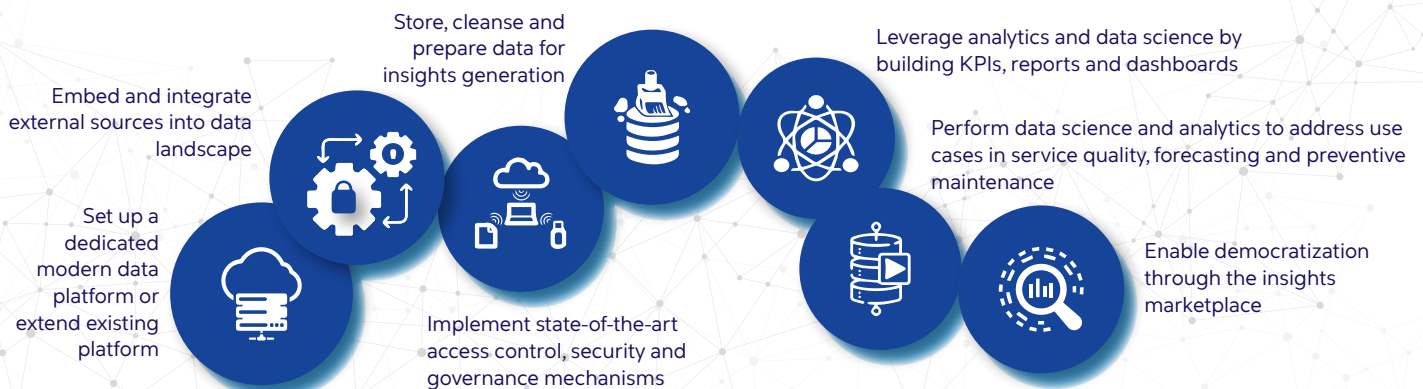 Set up a
dedicated
modern data
platform or
extend existing
platform
Embed and integrate
external sources into data
landscape
Implement state-of-the-art
access control, security and
governance mechanisms
Store, cleanse and
prepare data for
insights generation
Leverage analytics and data science by
building KPIs, reports and dashboards
Perform data science and analytics to address use
cases in service quality, forecasting and preventive
maintenance
Enable democratization
through the insights
marketplace